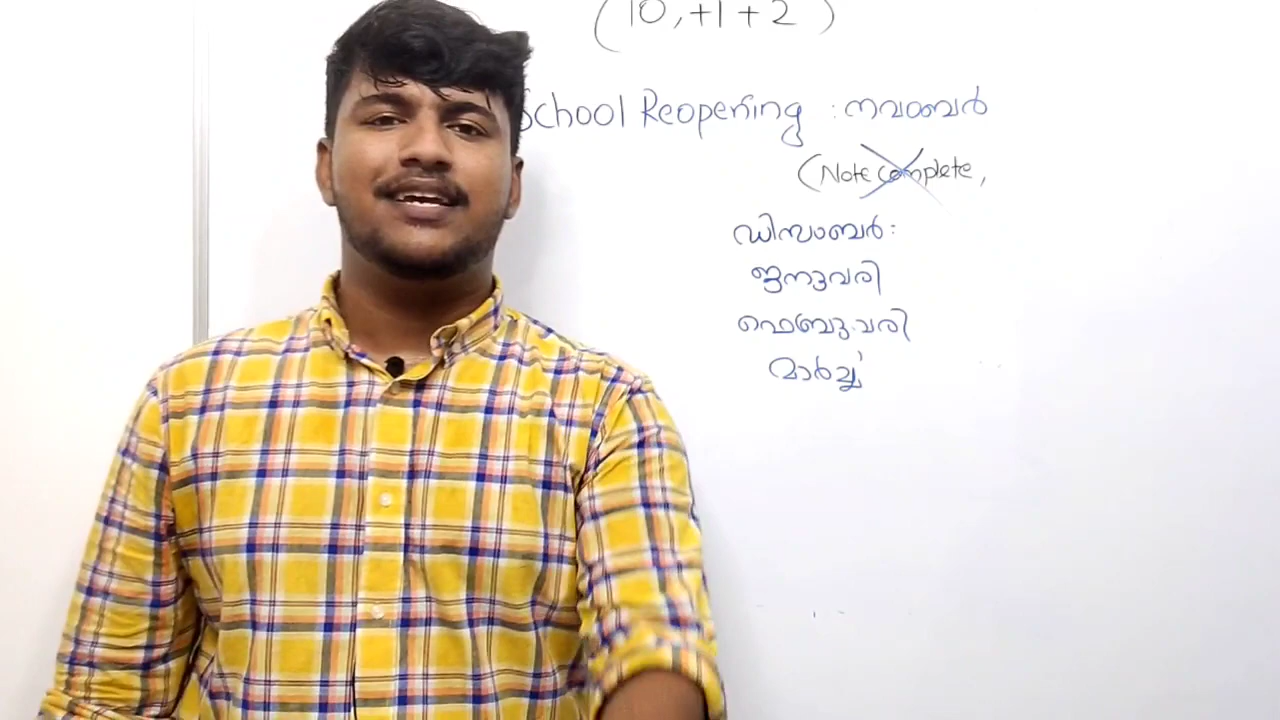 (10, +1 + 2 )
School Reopening : നവംബർ
(Note complete,
ഡിസംബർ :
ജനുവരി
ഫെബ്രുവരി
മാർച്ച്